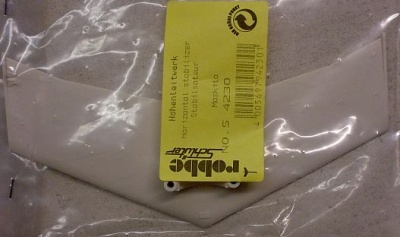 Höhenleitwerk
Horizontal stabilizer
Stabilisateur
Moskito
NO. S 4230
robbe
Schlüter